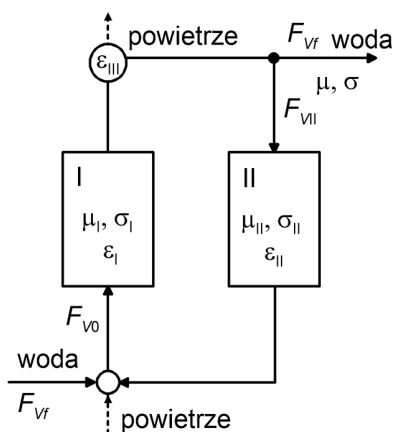 powietrze
F_Vf woda
ε_III
μ, σ
F_VII
I
μ_I, σ_I
ε_I
II
μ_II, σ_II
ε_II
F_V0
woda
F_Vf
powietrze